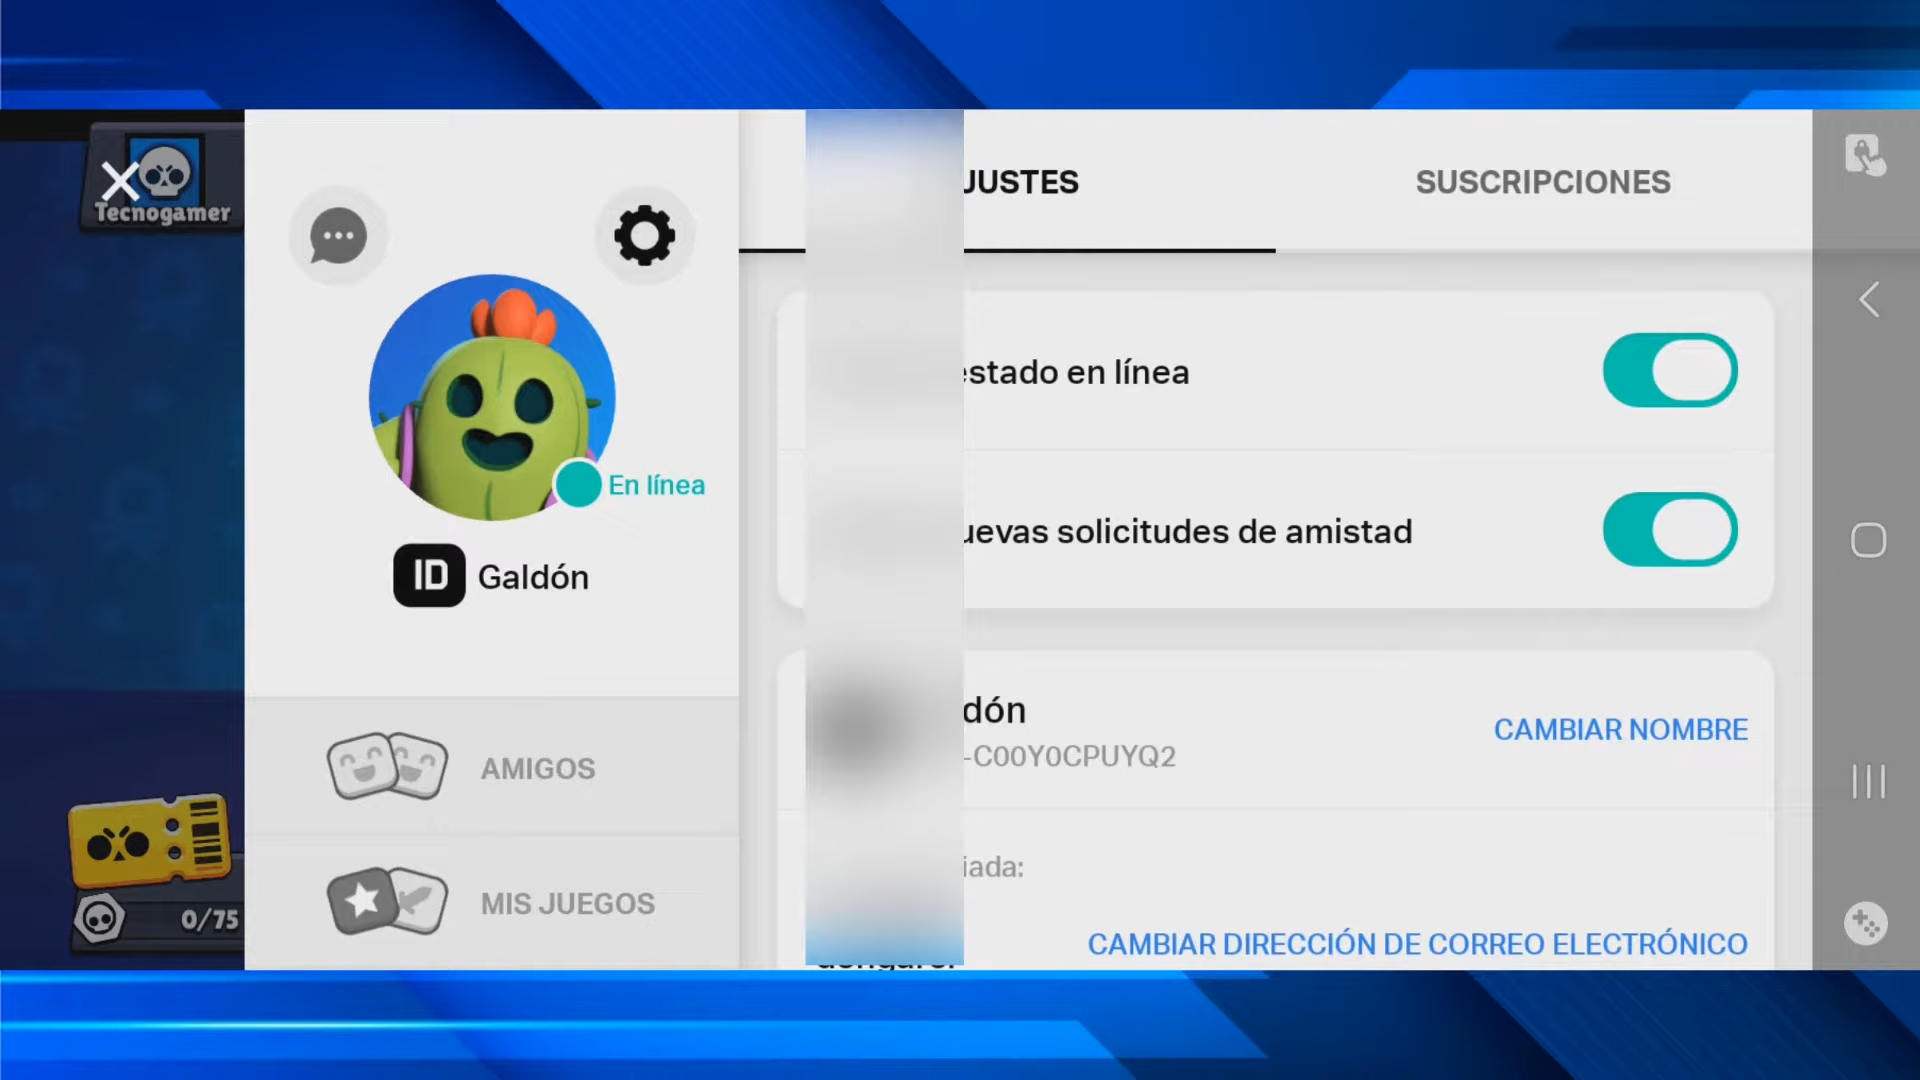 Tecnogamer
JUSTES
SUSCRIPCIONES
estado en línea
En línea
uevas solicitudes de amistad
ID Galdón
dón
CAMBIAR NOMBRE
-C00Y0CPUYQ2
AMIGOS
iada:
MIS JUEGOS
0/75
CAMBIAR DIRECCIÓN DE CORREO ELECTRÓNICO